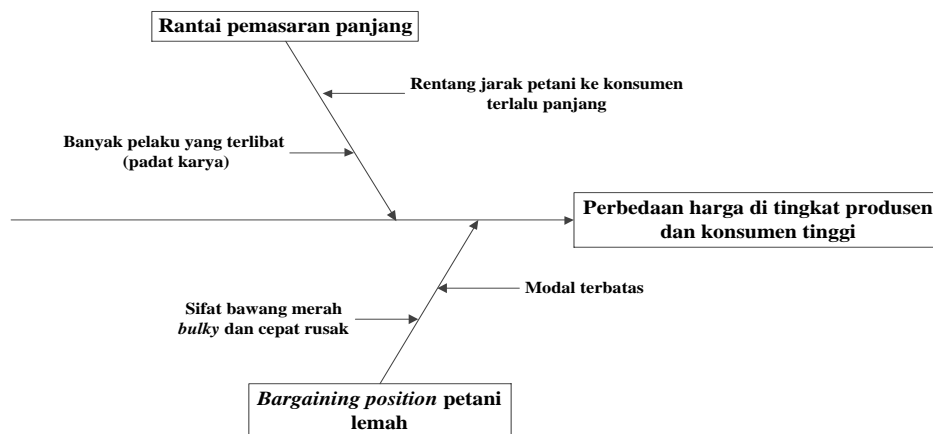 Rantai pemasaran panjang
Rentang jarak petani ke konsumen
terlalu panjang
Banyak pelaku yang terlibat
(padat karya)
Perbedaan harga di tingkat produsen
dan konsumen tinggi
Modal terbatas
Sifat bawang merah
bulky dan cepat rusak
Bargaining position petani
lemah